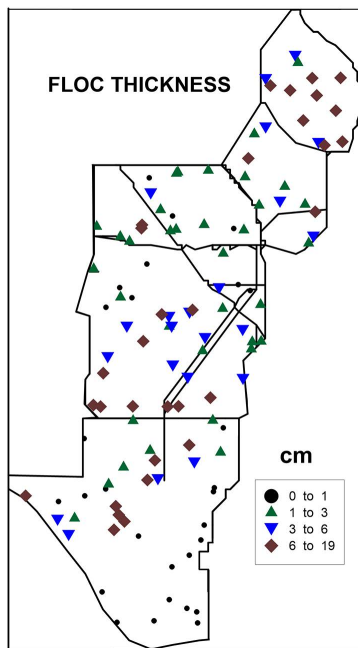 FLOC THICKNESS
cm
0 to 1
1 to 3
3 to 6
6 to 19